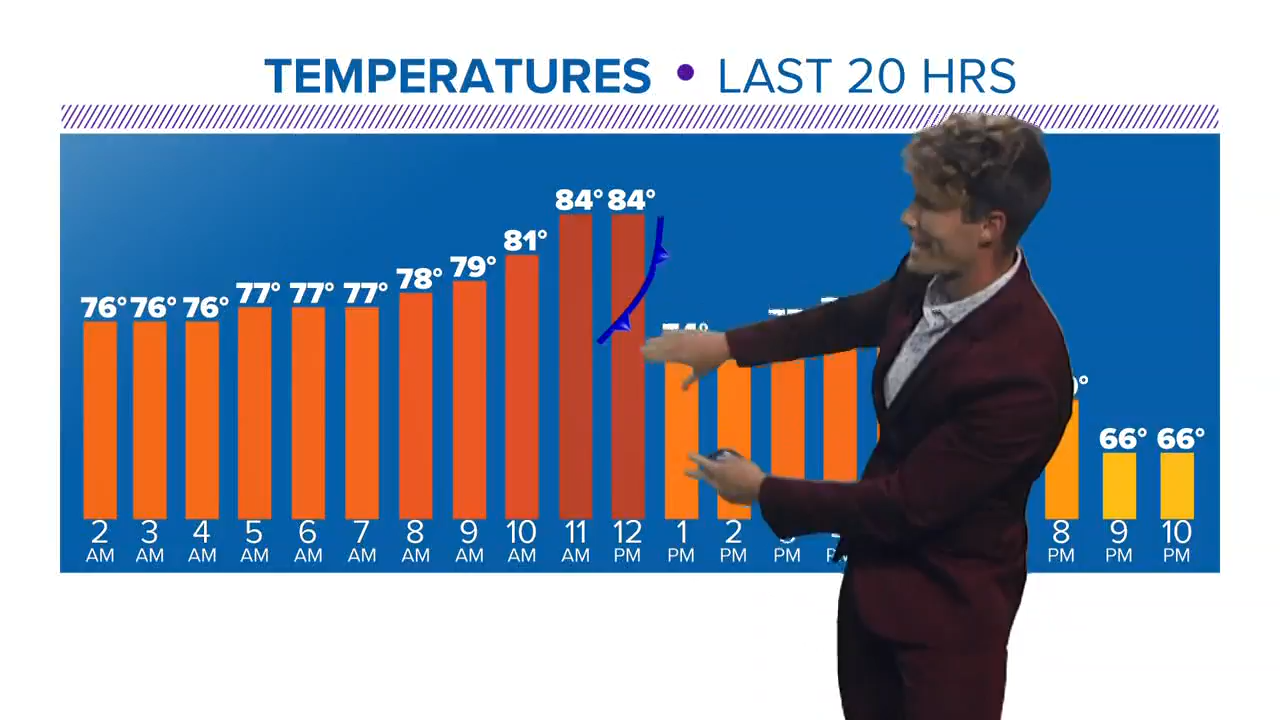 TEMPERATURES • LAST 20 HRS
84° 84°
81°
79°
78°
77° 77° 77°
76° 76° 76°
66° 66°
2 3 4 5 6 7 8 9 10 11 12 1 2 8 9 10
AM AM AM AM AM AM AM AM AM AM PM PM PM PM PM PM PM